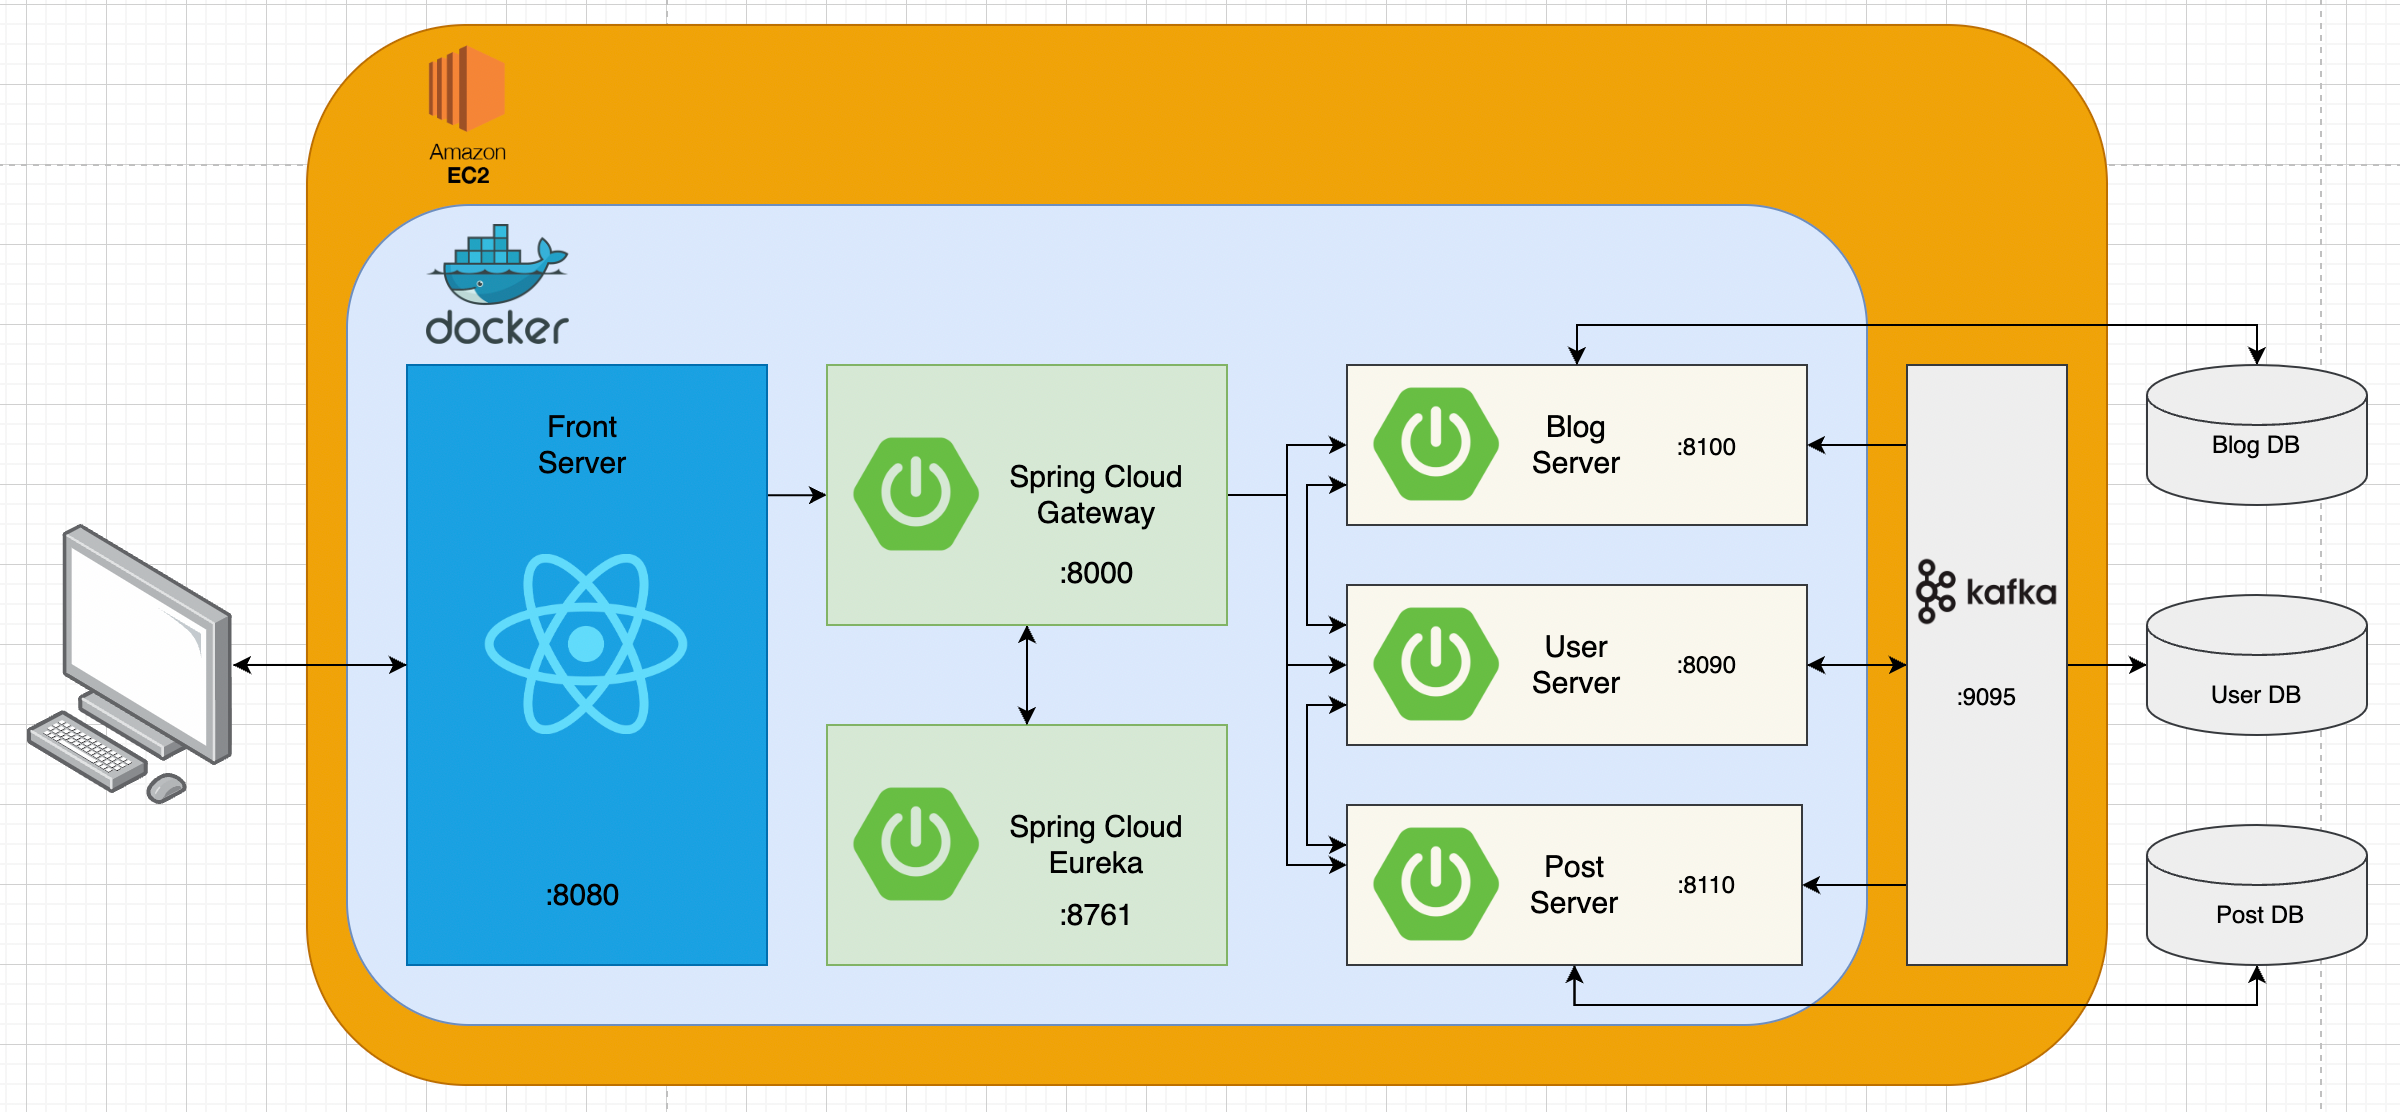 Amazon
EC2
docker
Front
Server
:8080
Spring Cloud
Gateway
:8000
Spring Cloud
Eureka
:8761
Blog
Server
:8100
User
Server
:8090
Post
Server
:8110
kafka
:9095
Blog DB
User DB
Post DB